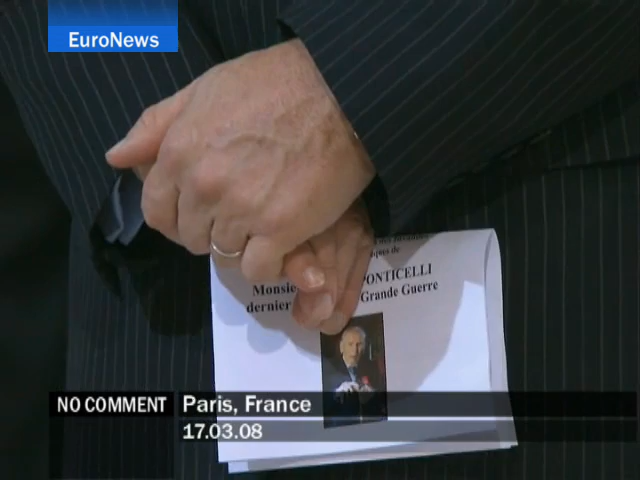 EuroNews
Monsie PONTICELLI
dernier Grande Guerre
NO COMMENT
Paris, France
17.03.08